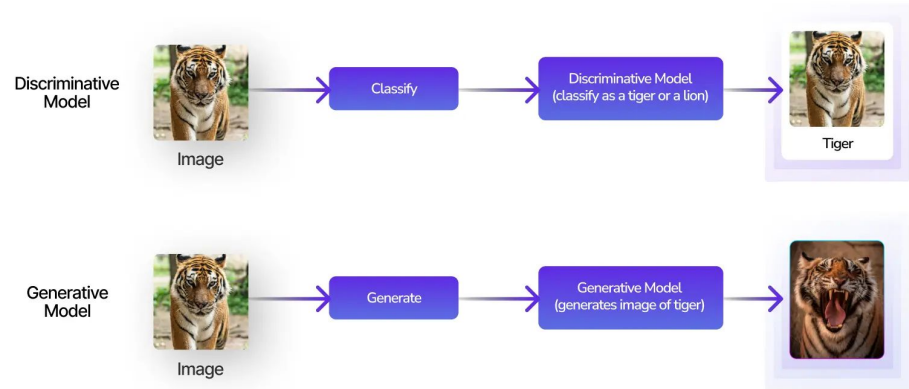 Discriminative
Model
Image
Classify
Discriminative Model
(classify as a tiger or a lion)
Tiger
Generative
Model
Image
Generate
Generative Model
(generates image of tiger)